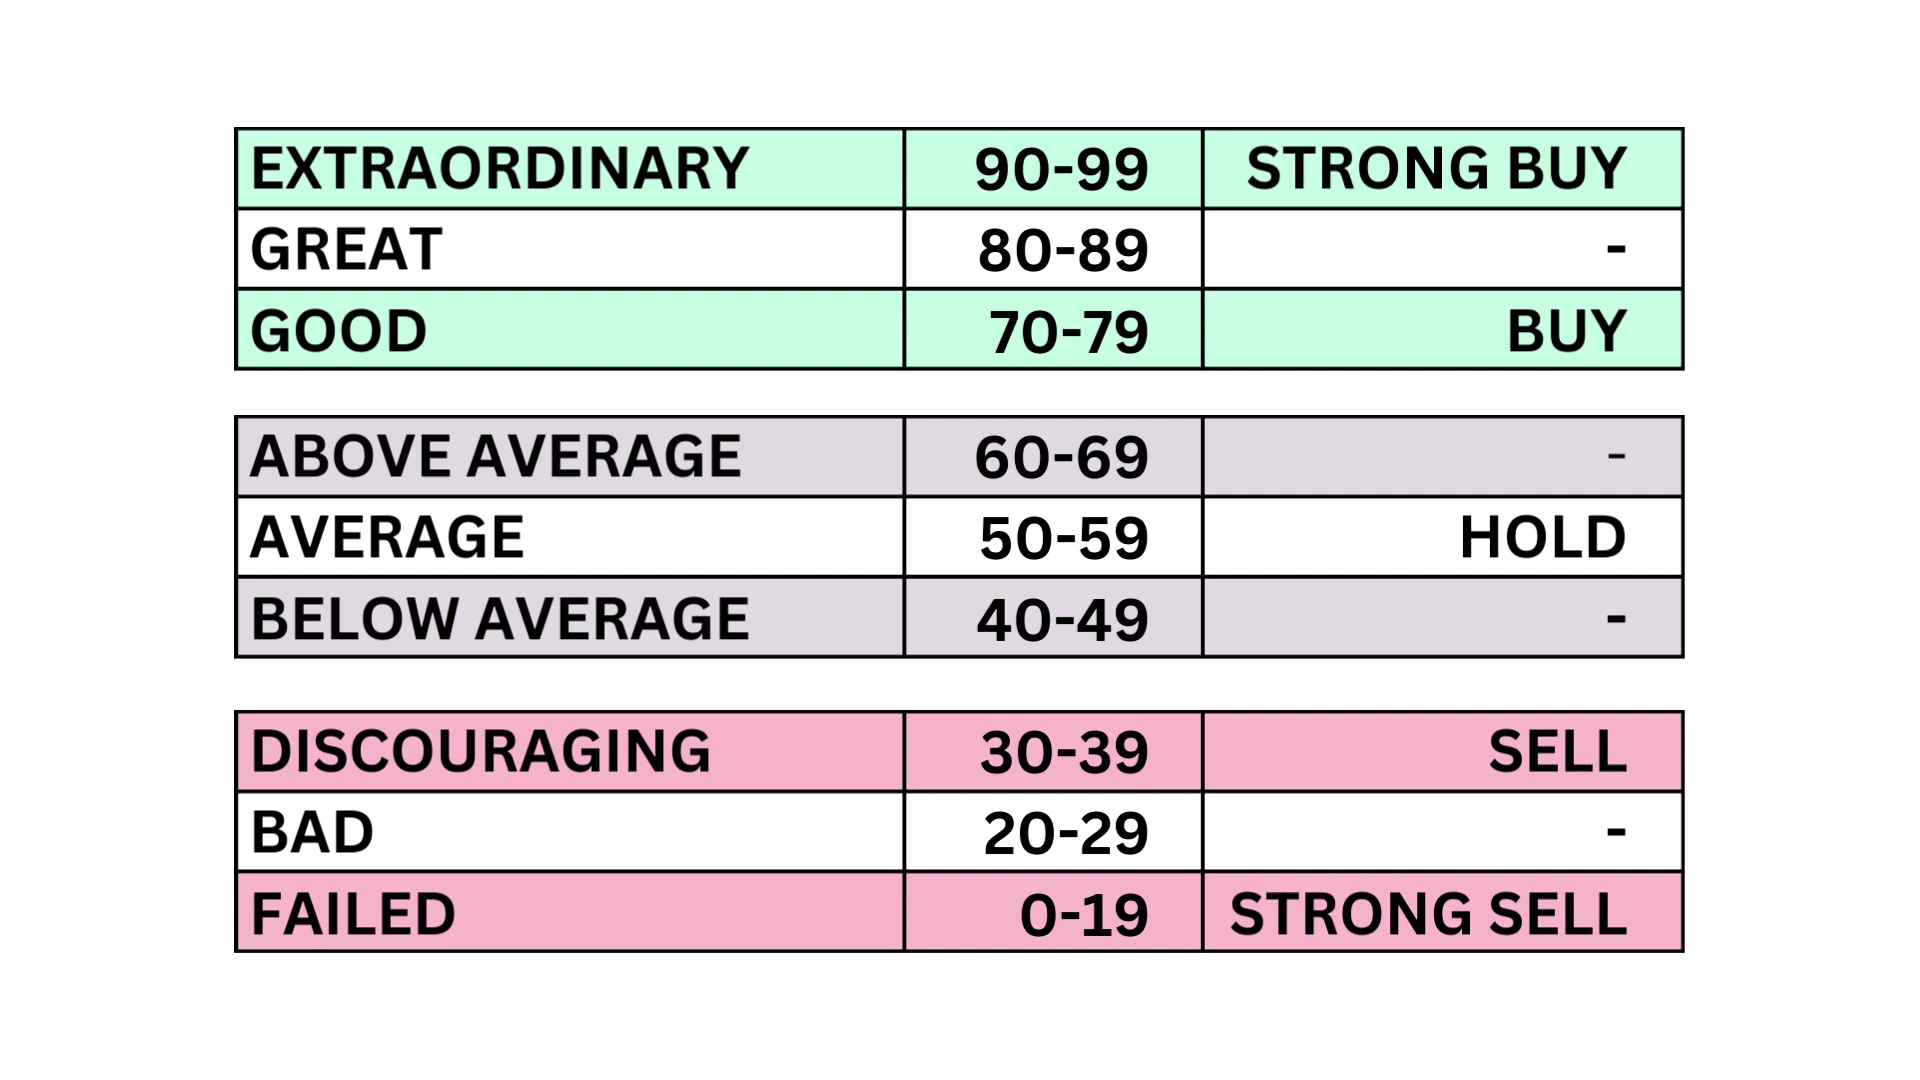 EXTRAORDINARY 90-99 STRONG BUY
GREAT 80-89 -
GOOD 70-79 BUY
ABOVE AVERAGE 60-69 -
AVERAGE 50-59 HOLD
BELOW AVERAGE 40-49 -
DISCOURAGING 30-39 SELL
BAD 20-29 -
FAILED 0-19 STRONG SELL